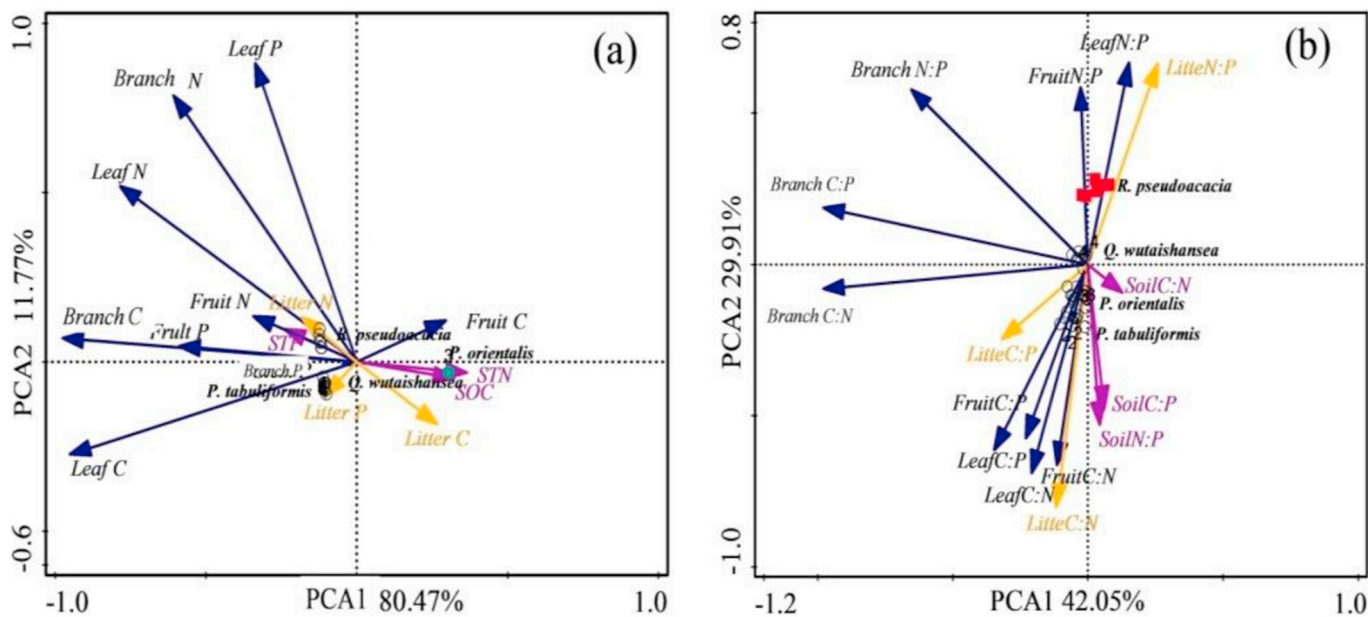 1.0
Leaf P
(a)
Branch N
Leaf N
PCA2 11.77%
Fruit N
Litter N
Branch C
Frult P
STP
R. pseudoacacia
Fruit C
P. orientalis
3
Branch.P
STN
P. tabuliformis
Q. wutaishansea
SOC
Litter P
Litter C
Leaf C
-0.6
-1.0
PCA1 80.47%
1.0
0.8
LeafN:P
(b)
Branch N:P
FruitN:P
LitteN:P
Branch C:P
R. pseudoacacia
PCA2 29.91%
4
Q. wutaishansea
SoilC:N
Branch C:N
P. orientalis
P. tabuliformis
2
LitteC:P
FruitC:P
SoilC:P
SoilN:P
LeafC:P
FruitC:N
LeafC:N
LitteC:N
-1.0
-1.2
PCA1 42.05%
1.0